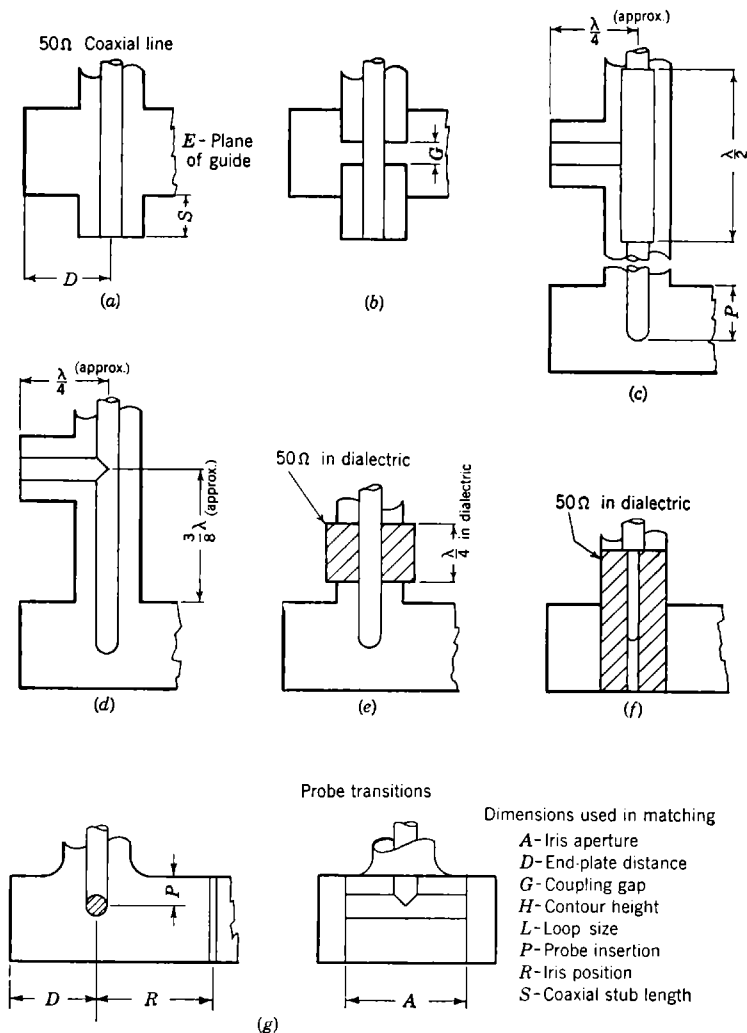 50Ω Coaxial line
E - Plane
of guide
S
D
(a)
G
(b)
λ/4 (approx.)
λ/2
P
(c)
λ/4 (approx.)
3/8 λ (approx.)
(d)
50Ω in dielectric
λ/4 in dielectric
(e)
50Ω in dielectric
(f)
Probe transitions
P
D
R
A
(g)
Dimensions used in matching
A-Iris aperture
D-End-plate distance
G-Coupling gap
H-Contour height
L-Loop size
P-Probe insertion
R-Iris position
S-Coaxial stub length